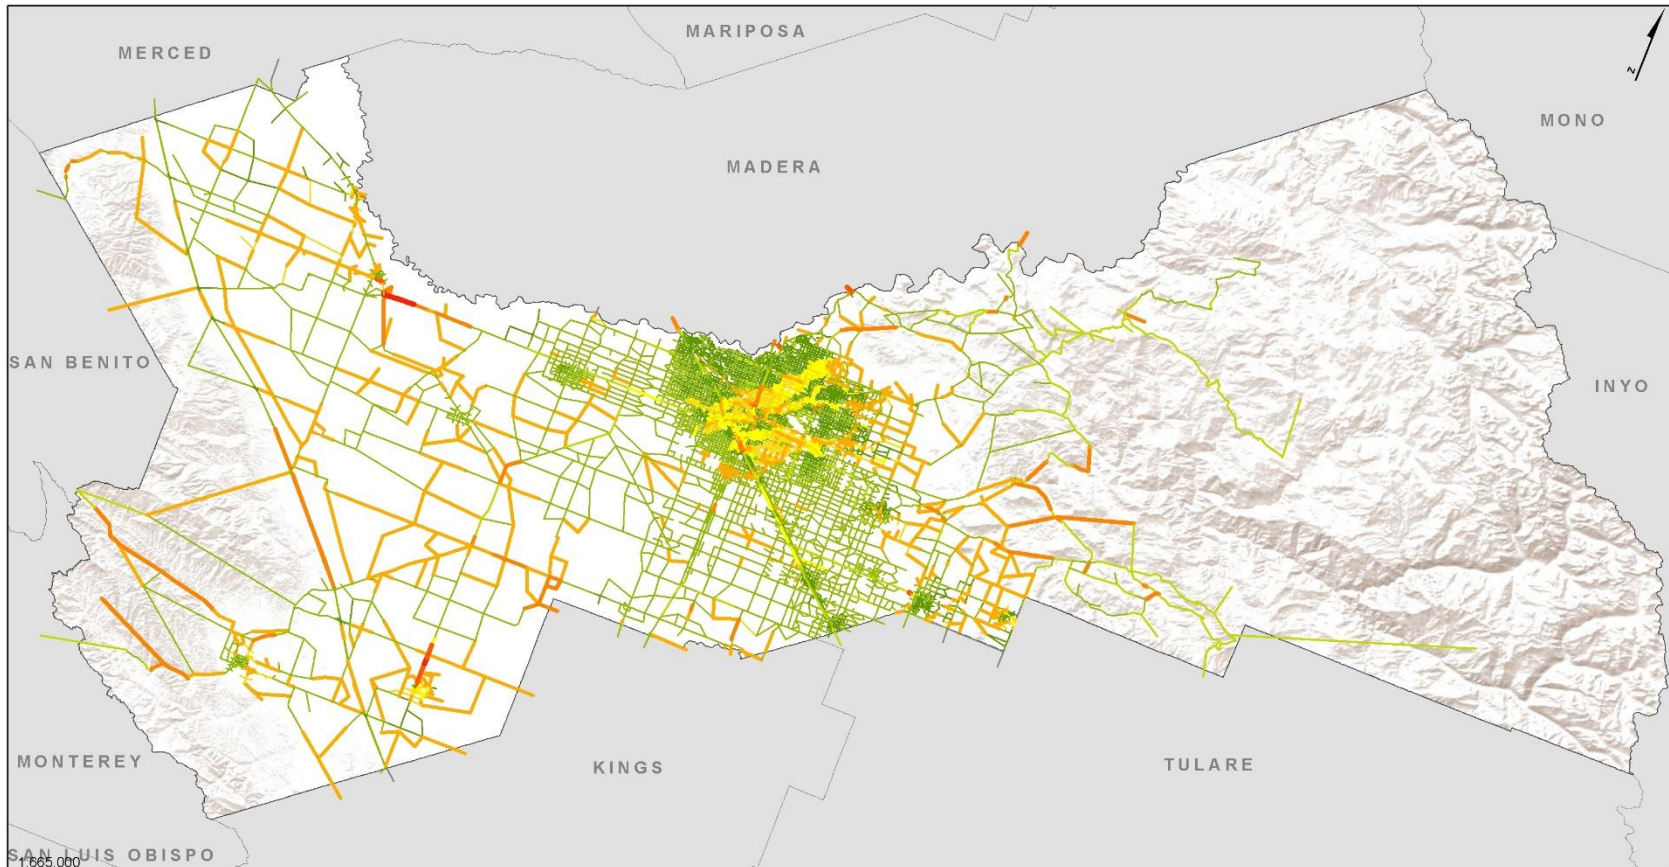 MARIPOSA
MERCED
MONO
MADERA
SAN BENITO
INYO
MONTEREY
KINGS
TULARE
SAN LUIS OBISPO
1:665,000
z